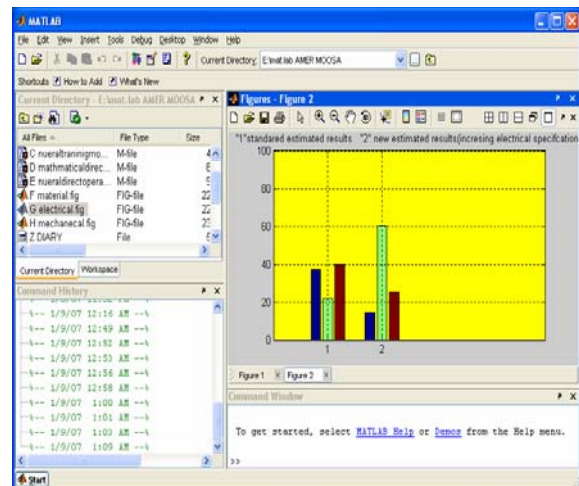 MATLAB
File Edit View Insert Tools Debug Desktop Window Help
Current Directory: E:\mat.lab AMER MOOSA
Shortcuts How to Add What's New
Current Directory - E:\mat.lab AMER MOOSA
All Files File Type Size
C nueraltraninigmo... M-file
D mathmaticaldirec... M-file
E nueraldirectopera... M-file
F material.fig FIG-file 22
G electrical.fig FIG-file 22
H mechanecal.fig FIG-file 23
Z DIARY File
Current Directory Workspace
Command History
%-- 1/9/07 12:16 AM --%
%-- 1/9/07 12:49 AM --%
%-- 1/9/07 12:52 AM --%
%-- 1/9/07 12:53 AM --%
%-- 1/9/07 12:56 AM --%
%-- 1/9/07 12:58 AM --%
%-- 1/9/07 1:00 AM --%
%-- 1/9/07 1:01 AM --%
%-- 1/9/07 1:03 AM --%
%-- 1/9/07 1:09 AM --%
Figures - Figure 2
"1"standared estimated results "2" new estimated results(incresing electrical specifcation
100
80
60
40
20
0
1 2
Figure 1 Figure 2
Command Window
To get started, select MATLAB Help or Demos from the Help menu.
>>
Start